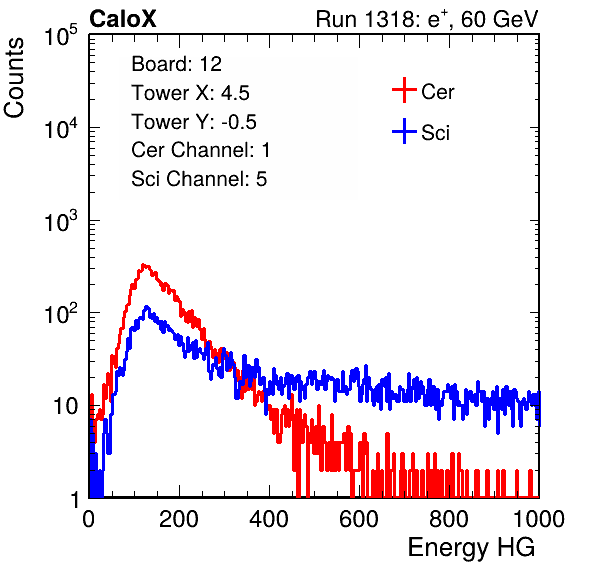 CaloX Run 1318: e⁺, 60 GeV
Counts
Board: 12
Tower X: 4.5
Tower Y: -0.5
Cer Channel: 1
Sci Channel: 5
Cer
Sci
10⁵
10⁴
10³
10²
10
1
0 200 400 600 800 1000
Energy HG